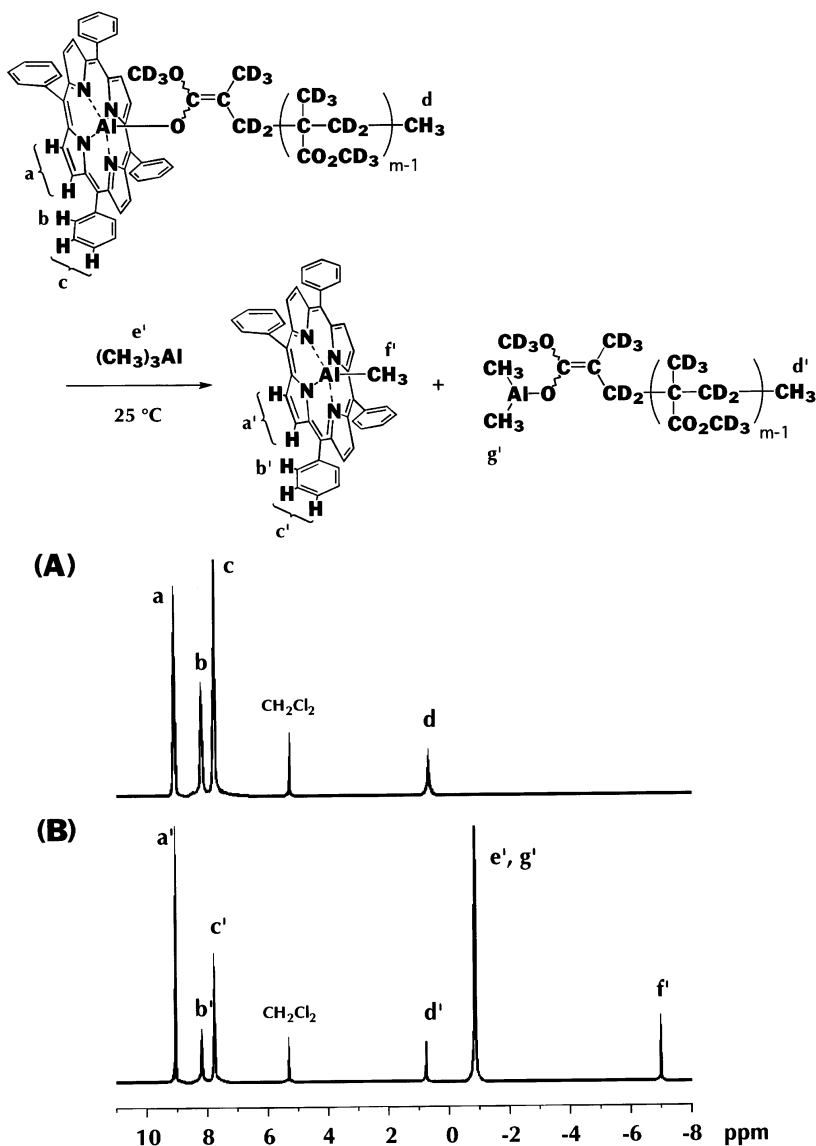 CD₃O CD₃ CD₃ d
N N Al O CD₂ C CD₂ CH₃
N N CO₂CD₃ m-1
a H
H
b H
H H
c
e'
(CH₃)₃Al
25 °C
f'
N N Al CH₃
N N
a' H
H
b' H
H H
c'
+
CD₃O CD₃ CD₃ d'
CH₃ C C
Al O CD₂ C CD₂ CH₃
CH₃ CO₂CD₃ m-1
g'
(A)
a
b
c
CH₂Cl₂
d
(B)
a'
b'
c'
CH₂Cl₂
d'
e', g'
f'
10 8 6 4 2 0 -2 -4 -6 -8 ppm